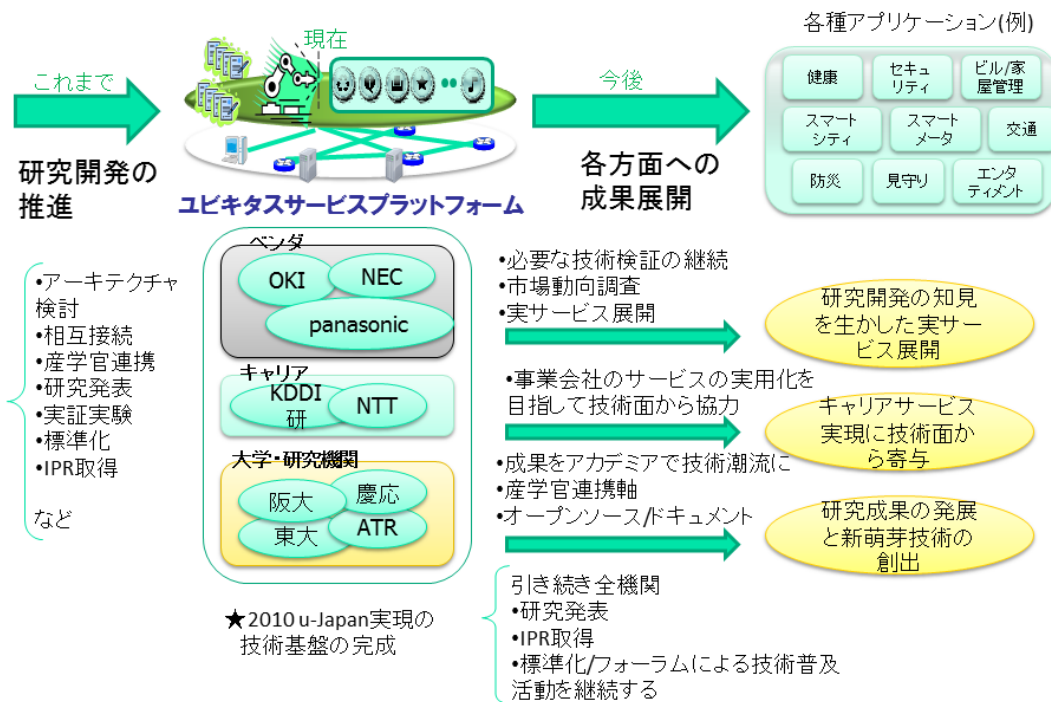 各種アプリケーション(例)
これまで
現在
今後
健康
セキュ
リティ
ビル/家
屋管理
スマート
シティ
スマート
メータ
交通
防災
見守り
エンタ
ティメント
研究開発の
推進
ユビキタスサービスプラットフォーム
各方面への
成果展開
•アーキテクチャ
検討
•相互接続
•産学官連携
•研究発表
•実証実験
•標準化
•IPR取得
など
ベンダ
OKI
NEC
panasonic
キャリア
KDDI
研
NTT
大学・研究機関
阪大
慶応
東大
ATR
★2010 u-Japan実現の
技術基盤の完成
•必要な技術検証の継続
•市場動向調査
•実サービス展開
研究開発の知見
を生かした実サー
ビス展開
•事業会社のサービスの実用化を
目指して技術面から協力
キャリアサービス
実現に技術面か
ら寄与
•成果をアカデミアで技術潮流に
•産学官連携軸
•オープンソース/ドキュメント
研究成果の発展
と新萌芽技術の
創出
引き続き全機関
•研究発表
•IPR取得
•標準化/フォーラムによる技術普及
活動を継続する